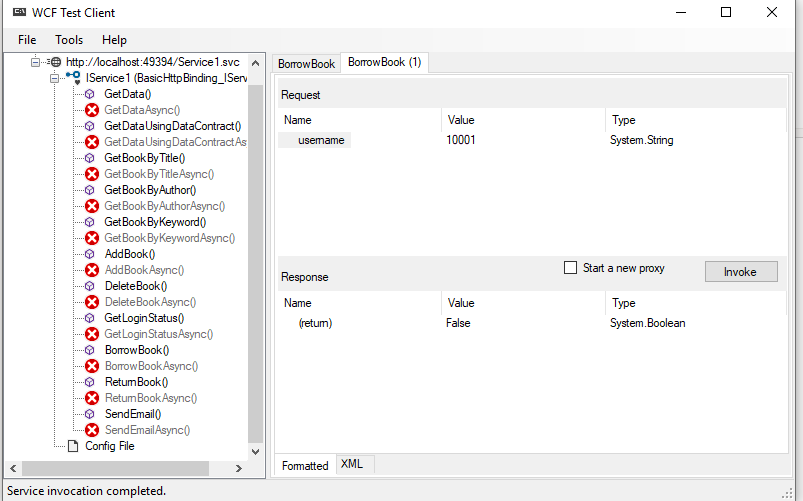 WCF Test Client
File Tools Help
http://localhost:49394/Service1.svc
IService1 (BasicHttpBinding_IServ
GetData()
GetDataAsync()
GetDataUsingDataContract()
GetDataUsingDataContractAs
GetBookByTitle()
GetBookByTitleAsync()
GetBookByAuthor()
GetBookByAuthorAsync()
GetBookByKeyword()
GetBookByKeywordAsync()
AddBook()
AddBookAsync()
DeleteBook()
DeleteBookAsync()
GetLoginStatus()
GetLoginStatusAsync()
BorrowBook()
BorrowBookAsync()
ReturnBook()
ReturnBookAsync()
SendEmail()
SendEmailAsync()
Config File
BorrowBook BorrowBook (1)
Request
Name Value Type
username 10001 System.String
Response Start a new proxy Invoke
Name Value Type
(return) False System.Boolean
Formatted XML
Service invocation completed.